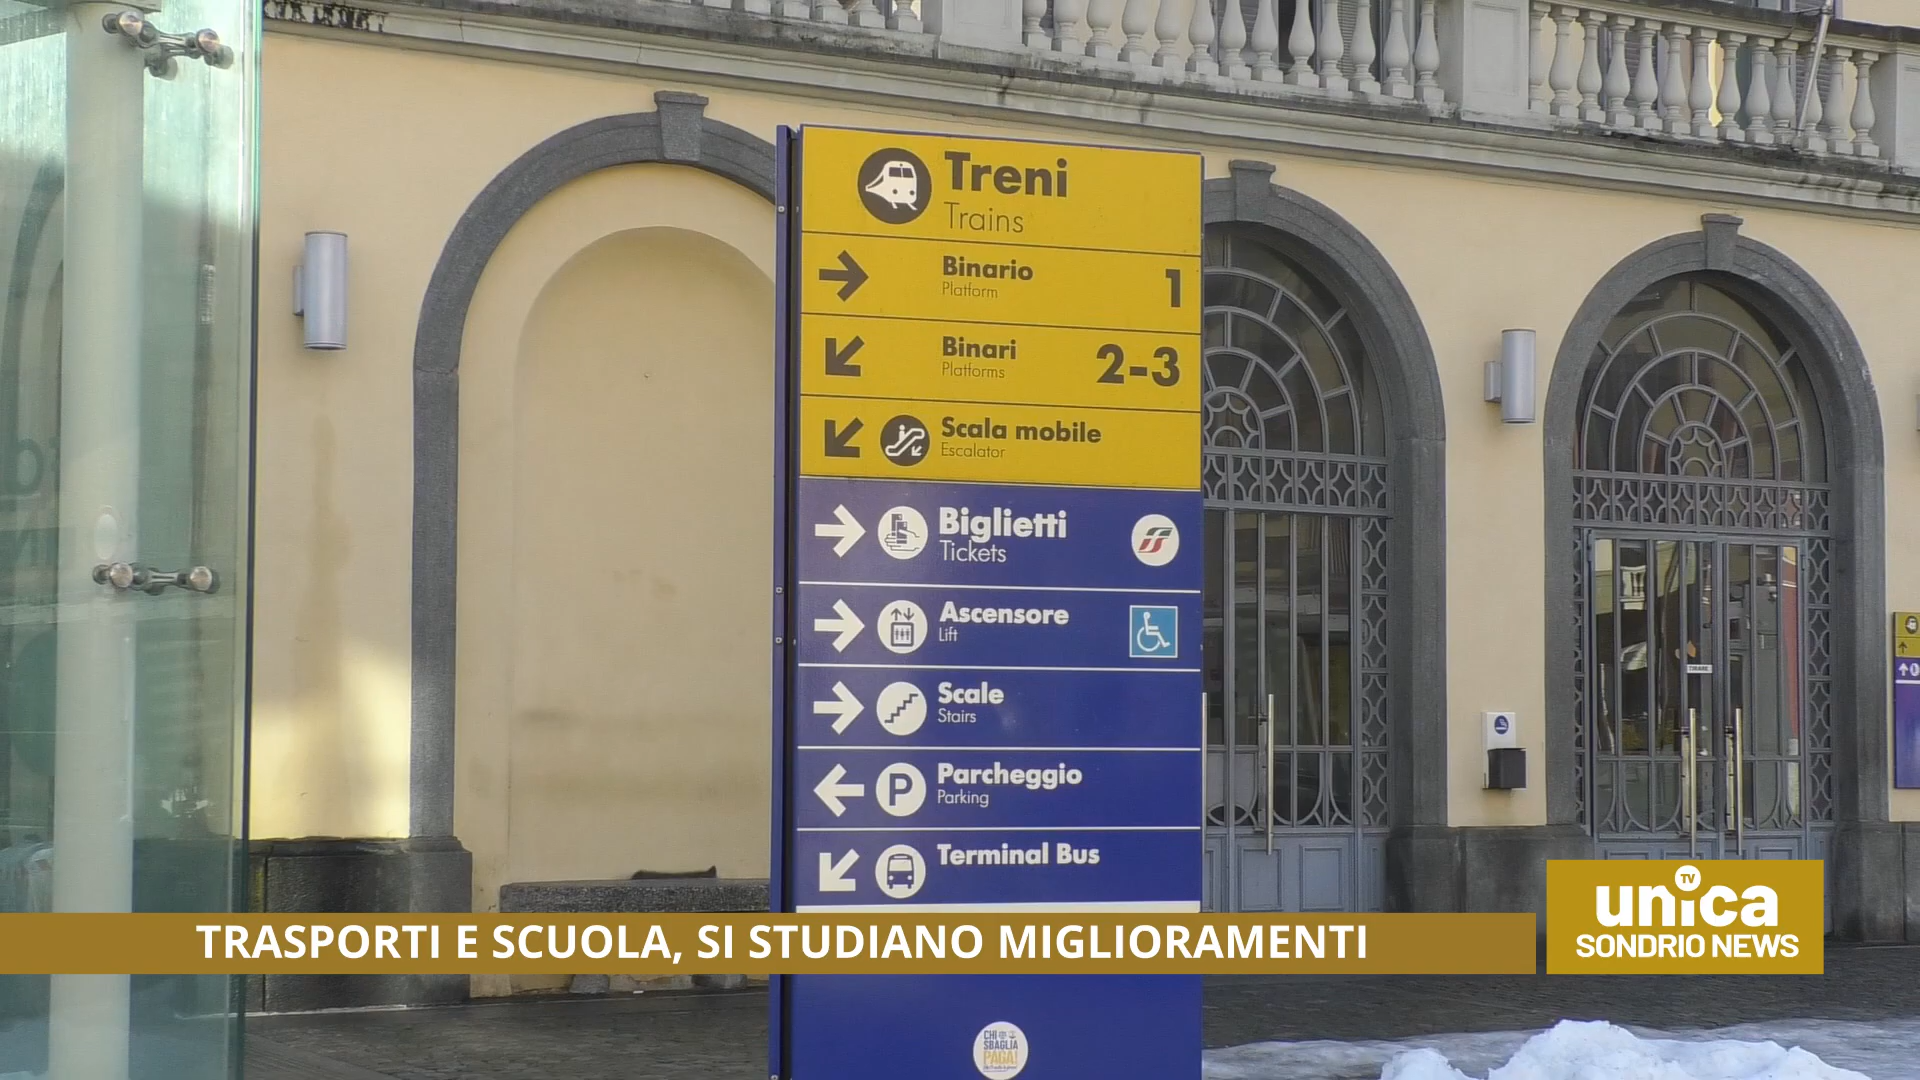 Treni
Trains
Binario 1
Platform
Binari 2-3
Platforms
Scala mobile
Escalator
Biglietti
Tickets
Ascensore
Lift
Scale
Stairs
P Parcheggio
Parking
Terminal Bus
TIRARE
unica TV
SONDRIO NEWS
TRASPORTI E SCUOLA, SI STUDIANO MIGLIORAMENTI
CHI
SBAGLIA
PAGA!